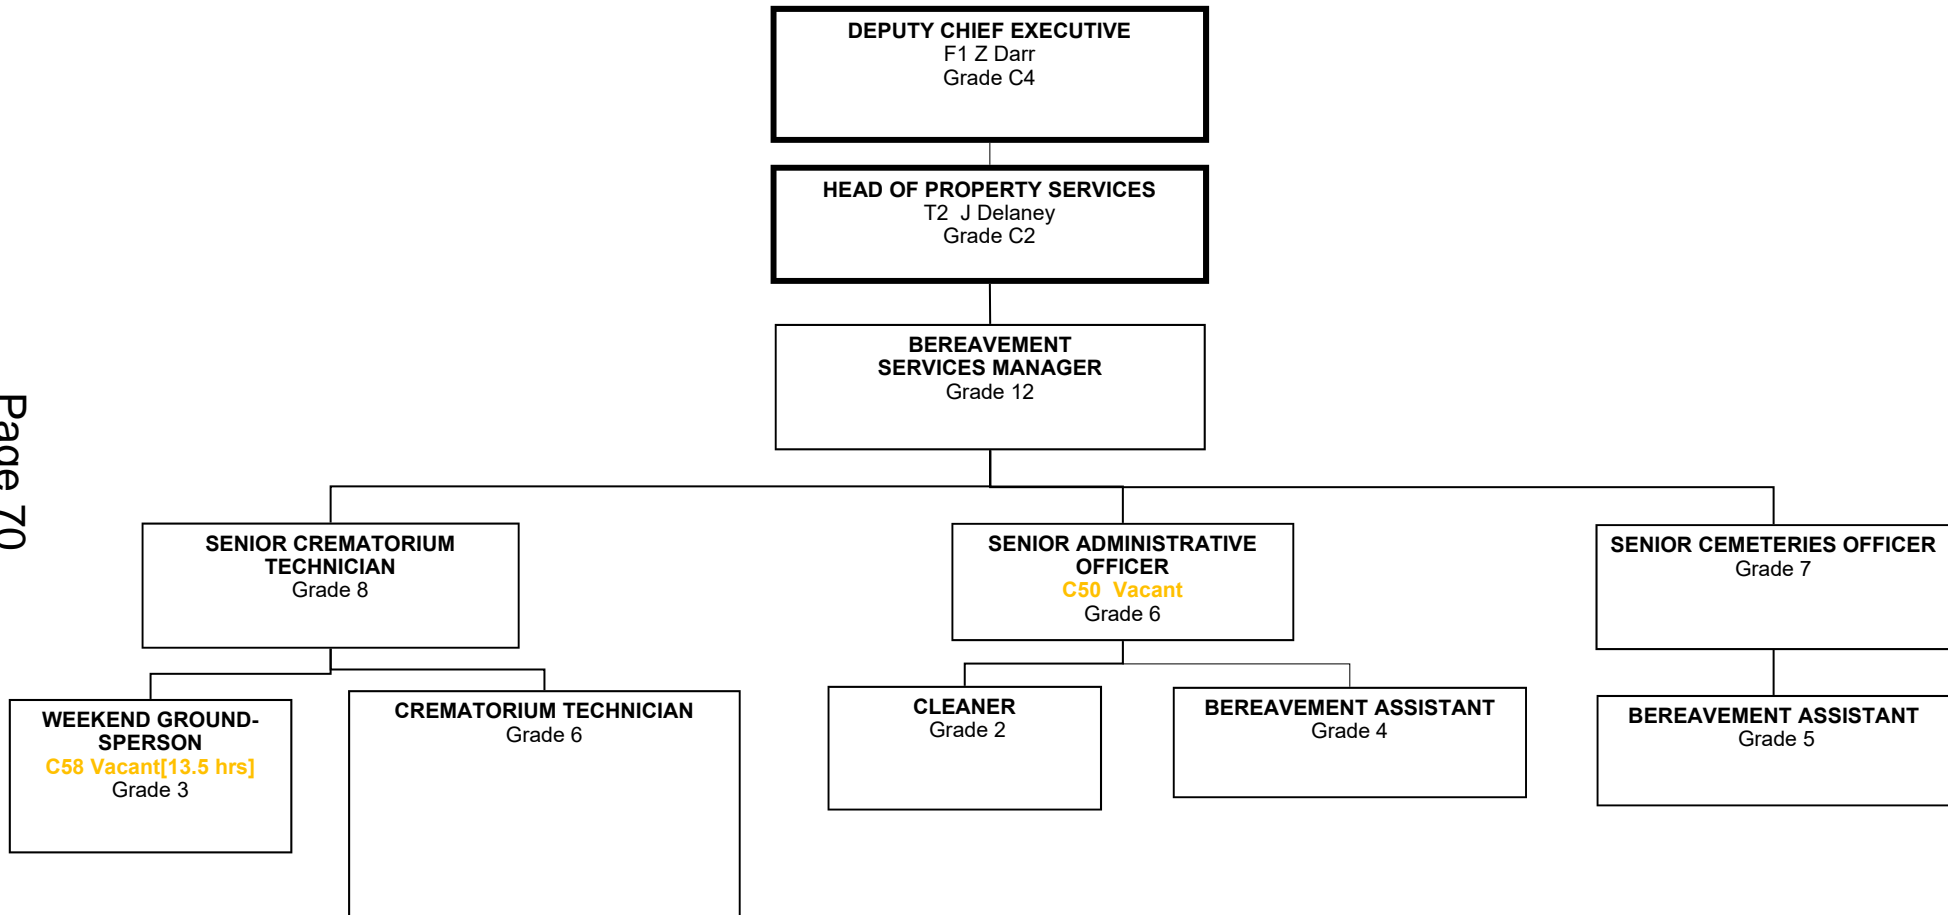 DEPUTY CHIEF EXECUTIVE
F1 Z Darr
Grade C4
HEAD OF PROPERTY SERVICES
T2  J Delaney
Grade C2
BEREAVEMENT
SERVICES MANAGER
Grade 12
Page 70
SENIOR CREMATORIUM
TECHNICIAN
Grade 8
SENIOR ADMINISTRATIVE
OFFICER
C50  Vacant
Grade 6
SENIOR CEMETERIES OFFICER
Grade 7
WEEKEND GROUND-
SPERSON
C58 Vacant[13.5 hrs]
Grade 3
CREMATORIUM TECHNICIAN
Grade 6
CLEANER
Grade 2
BEREAVEMENT ASSISTANT
Grade 4
BEREAVEMENT ASSISTANT
Grade 5